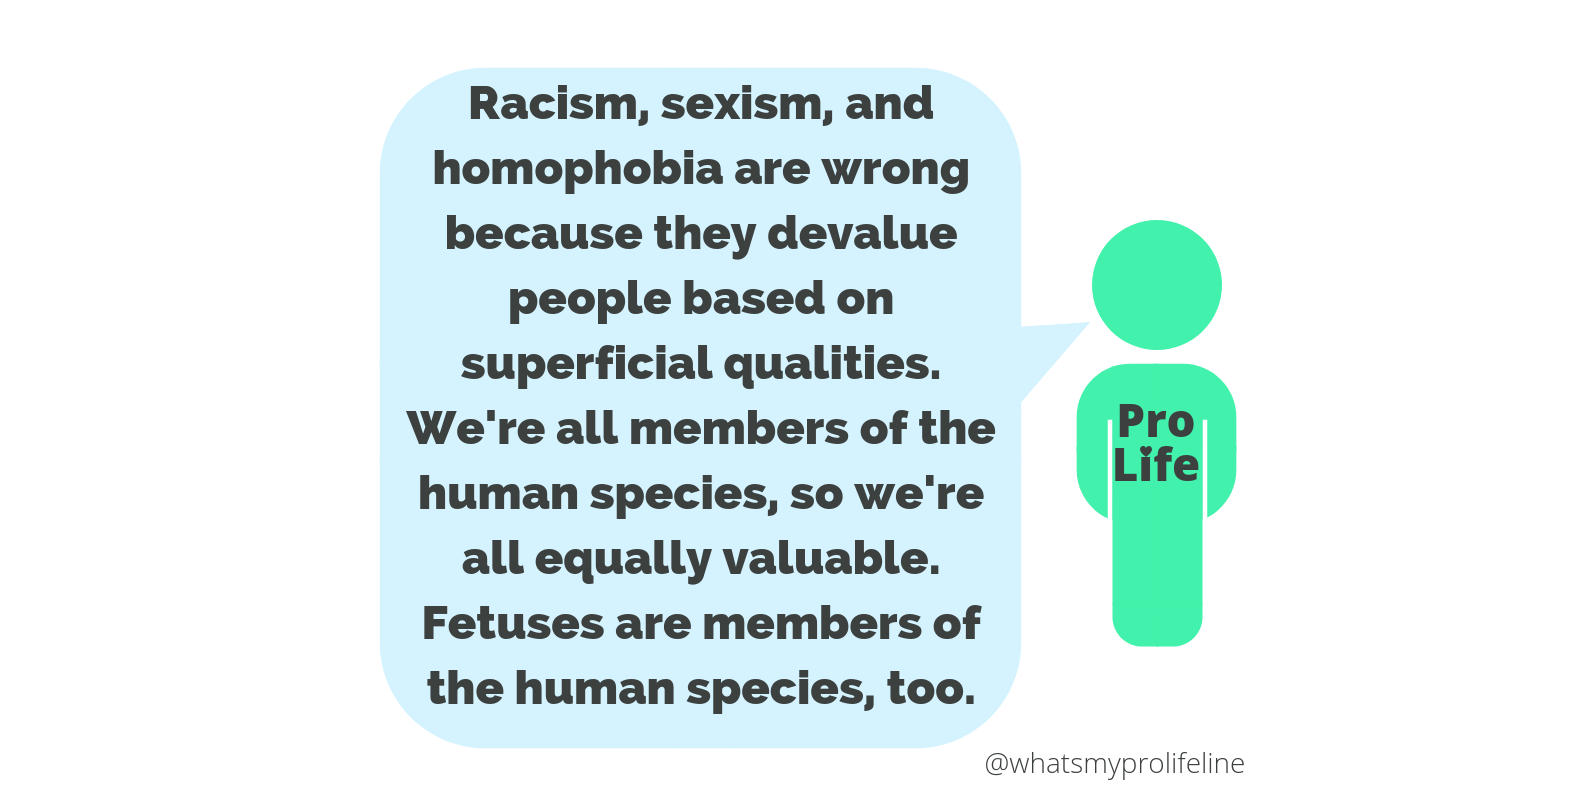 Racism, sexism, and
homophobia are wrong
because they devalue
people based on
superficial qualities.
We're all members of the
human species, so we're
all equally valuable.
Fetuses are members of
the human species, too.
Pro
Life
@whatsmyprolifeline